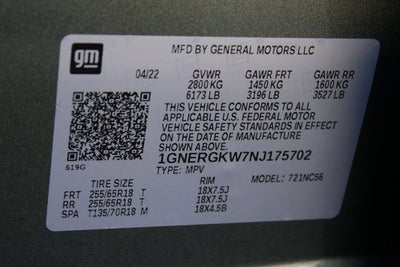 gm
MFD BY GENERAL MOTORS LLC
04/22 GVWR GAWR FRT GAWR RR
2800 KG 1450 KG 1600 KG
6173 LB 3196 LB 3527 LB
THIS VEHICLE CONFORMS TO ALL
APPLICABLE U.S. FEDERAL MOTOR
VEHICLE SAFETY STANDARDS IN EFFECT
ON THE DATE OF MANUFACTURE
SHOWN ABOVE.
1GNERGKW7NJ175702
619G
TYPE: MPV MODEL: 721NC56
TIRE SIZE RIM
FRT 255/65R18 T 18X7.5J
RR 255/65R18 T 18X7.5J
SPA T135/70R18 M 18X4.5B